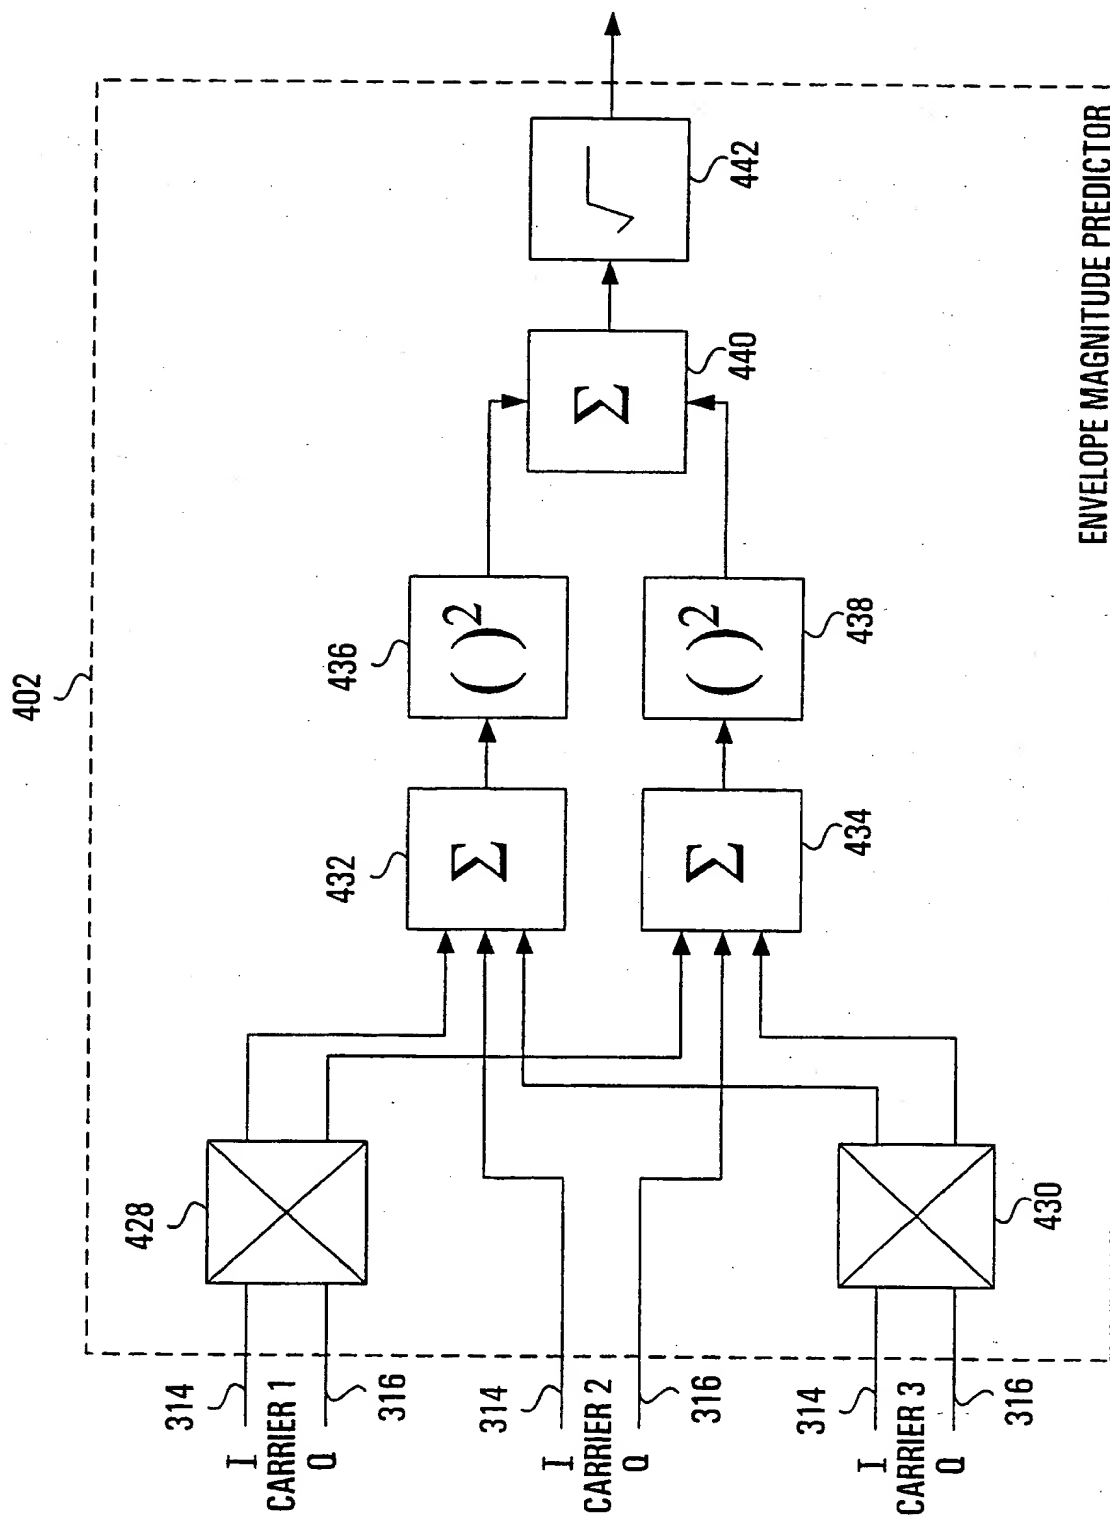 402
ENVELOPE MAGNITUDE PREDICTOR
314
I
CARRIER 1
Q
316
428
314
I
CARRIER 2
Q
316
314
I
CARRIER 3
Q
316
430
432
Σ
434
Σ
436
( )²
438
( )²
440
Σ
442
√